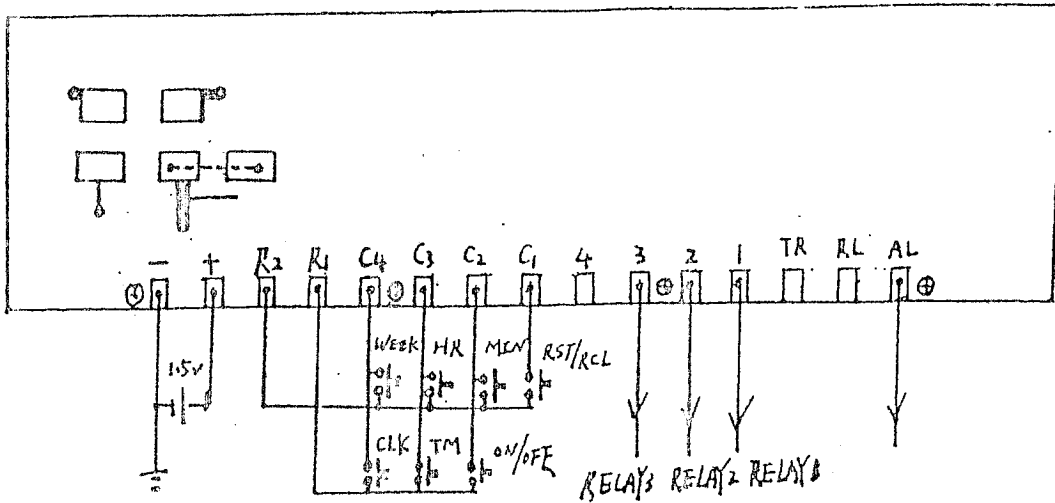 − + R2 R1 C4 C3 C2 C1 4 3 2 1 TR RL AL
1.5V
WEEK HR MIN RST/RCL
CLK TM ON/OFF
RELAY3 RELAY2 RELAY1